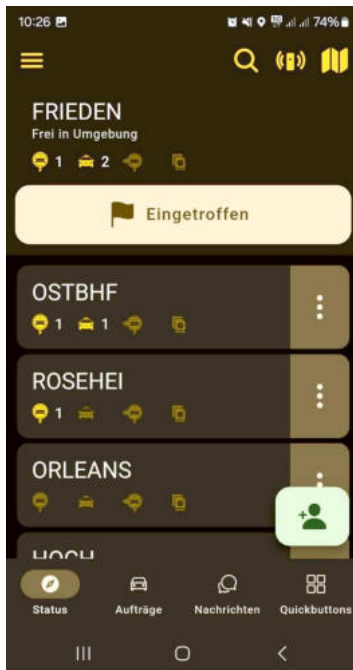 10:26 74%
FRIEDEN
Frei in Umgebung
1 2
Eingetroffen
OSTBHF
1 1
ROSEHEI
1
ORLEANS
HOCH
Status Aufträge Nachrichten Quickbuttons